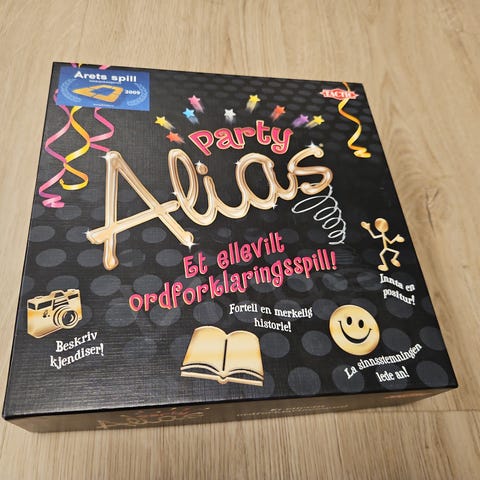 Årets spill
2009
TACTIC
Party
Alias
Et ellevilt
ordforklaringsspill!
Innta en
positur!
Fortell en merkelig
historie!
Beskriv
kjendiser!
La sinnsstemningen
lede an!
Alias